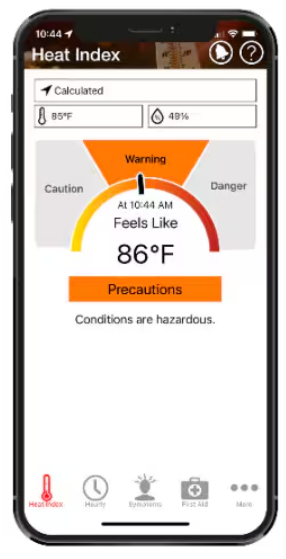 10:44
Heat Index
Calculated
85°F
49%
Warning
Caution
Danger
At 10:44 AM
Feels Like
86°F
Precautions
Conditions are hazardous.
Heat Index
Hourly
Symptoms
First Aid
More